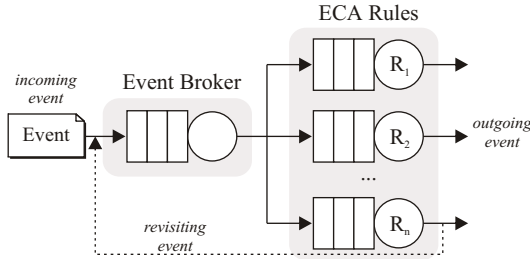 ECA Rules
incoming
event
Event Broker
R1
Event
R2
outgoing
event
...
revisiting
event
Rn